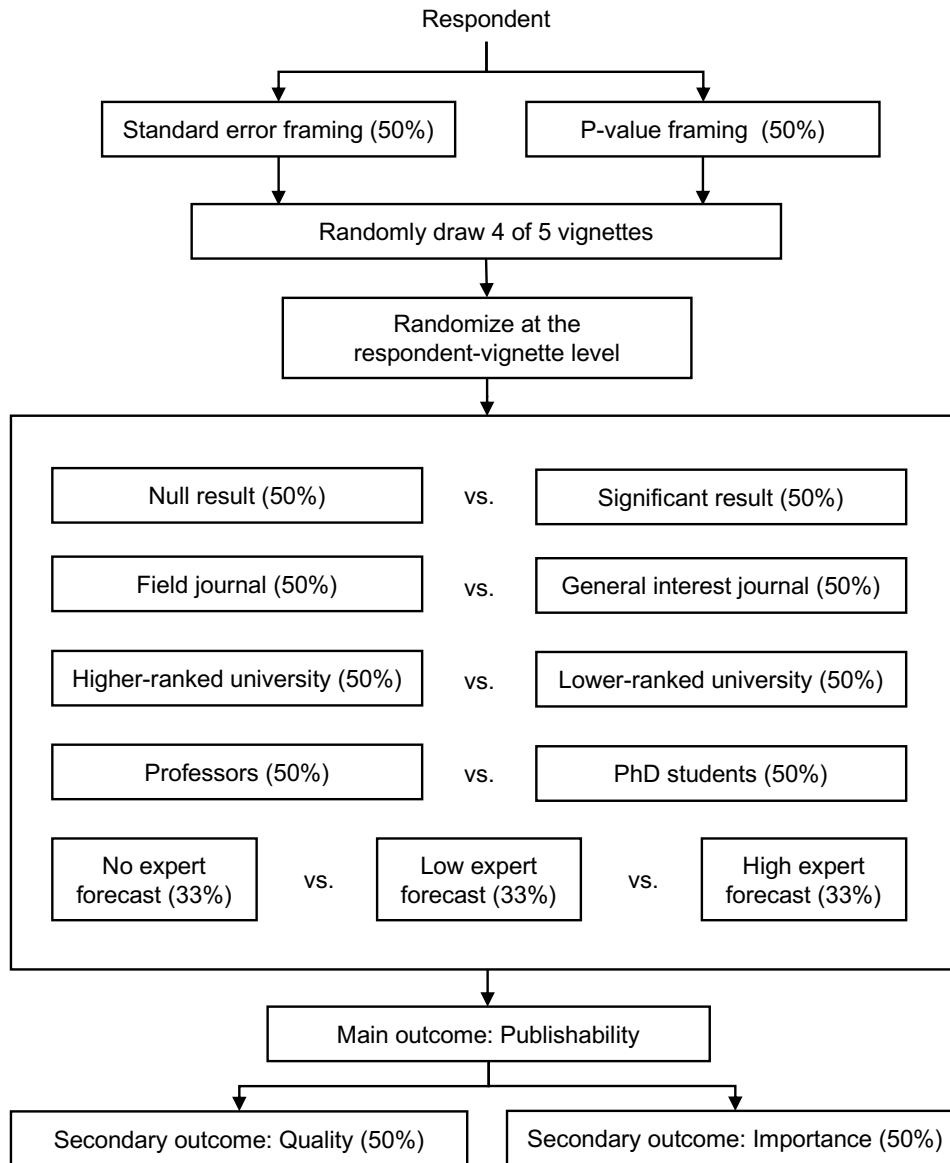 Respondent
Standard error framing (50%)
P-value framing (50%)
Randomly draw 4 of 5 vignettes
Randomize at the
respondent-vignette level
Null result (50%)
vs.
Significant result (50%)
Field journal (50%)
vs.
General interest journal (50%)
Higher-ranked university (50%)
vs.
Lower-ranked university (50%)
Professors (50%)
vs.
PhD students (50%)
No expert
forecast (33%)
vs.
Low expert
forecast (33%)
vs.
High expert
forecast (33%)
Main outcome: Publishability
Secondary outcome: Quality (50%)
Secondary outcome: Importance (50%)